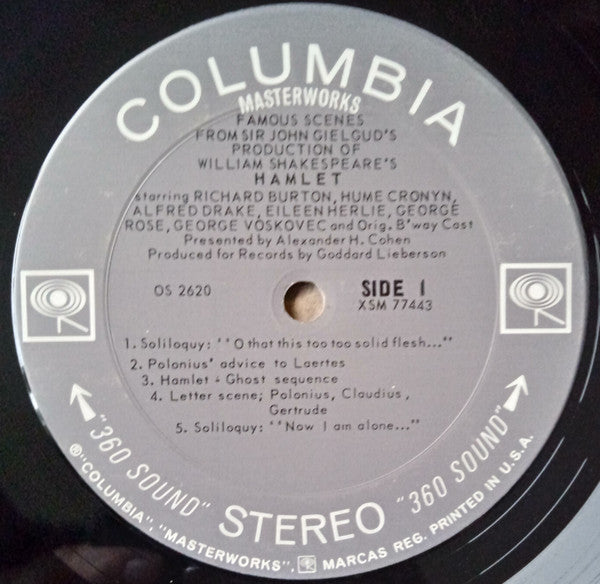 COLUMBIA
MASTERWORKS
FAMOUS SCENES
FROM SIR JOHN GIELGUD'S
PRODUCTION OF
WILLIAM SHAKESPEARE'S
HAMLET
starring RICHARD BURTON, HUME CRONYN,
ALFRED DRAKE, EILEEN HERLIE, GEORGE
ROSE, GEORGE VOSKOVEC and Orig. B'way Cast
Presented by Alexander H. Cohen
Produced for Records by Goddard Lieberson
OS 2620
SIDE 1
XSM 77443
1. Soliloquy: "O that this too too solid flesh..."
2. Polonius' advice to Laertes
3. Hamlet & Ghost sequence
4. Letter scene; Polonius, Claudius,
Gertrude
5. Soliloquy: "Now I am alone..."
"360 SOUND" STEREO "360 SOUND"
® "COLUMBIA", "MASTERWORKS", MARCAS REG. PRINTED IN U.S.A.